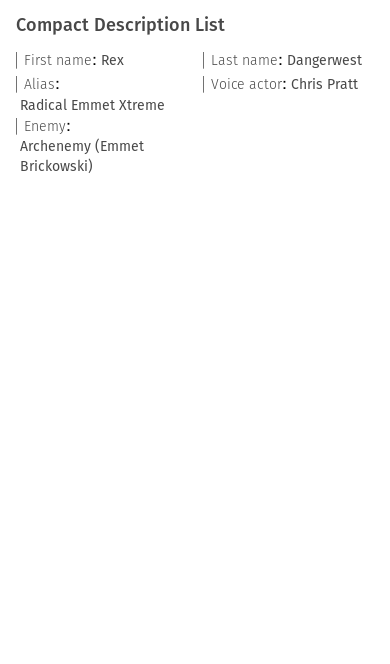 Compact Description List
First name: Rex
Last name: Dangerwest
Alias:
Radical Emmet Xtreme
Voice actor: Chris Pratt
Enemy:
Archenemy (Emmet
Brickowski)